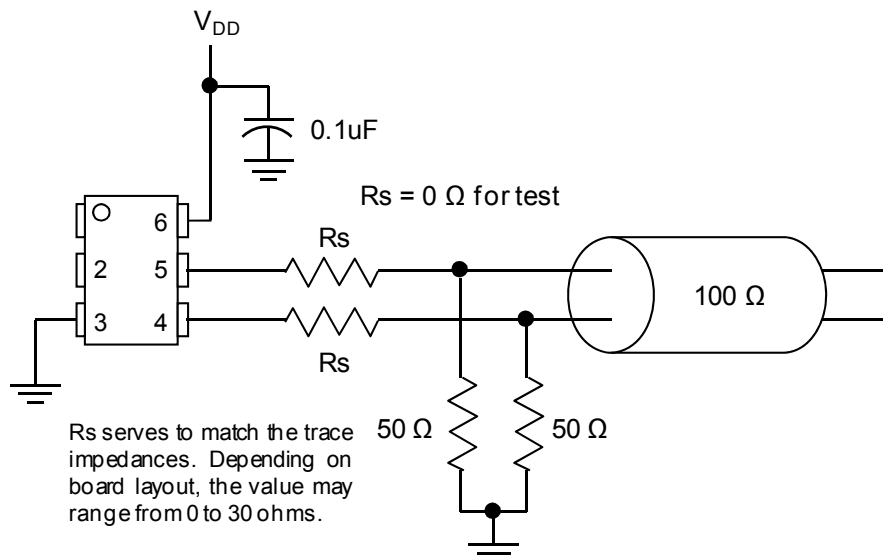 VDD
0.1uF
Rs = 0 Ω for test
6
Rs
2 5
100 Ω
3 4
Rs
50 Ω 50 Ω
Rs serves to match the trace
impedances. Depending on
board layout, the value may
range from 0 to 30 ohms.